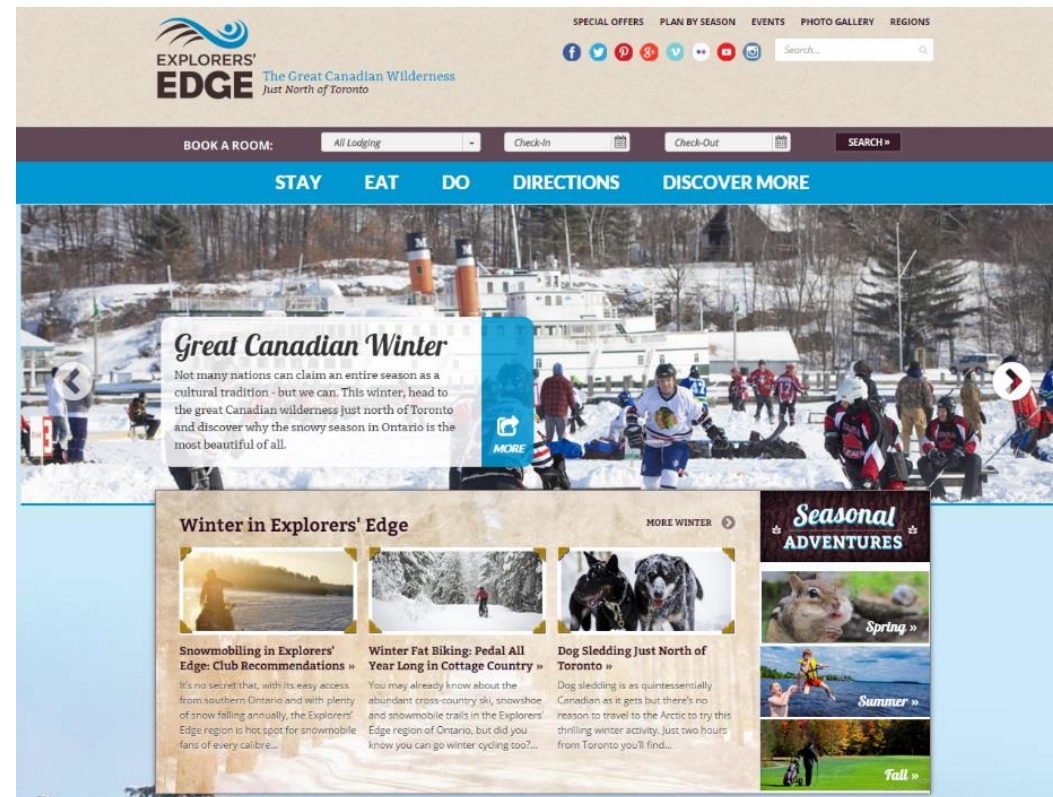 SPECIAL OFFERS PLAN BY SEASON EVENTS PHOTO GALLERY REGIONS
EXPLORERS'
EDGE
The Great Canadian Wilderness
Just North of Toronto
Search...
BOOK A ROOM:
All Lodging
Check-In
Check-Out
SEARCH »
STAY EAT DO DIRECTIONS DISCOVER MORE
Great Canadian Winter
Not many nations can claim an entire season as a
cultural tradition - but we can. This winter, head to
the great Canadian wilderness just north of Toronto
and discover why the snowy season in Ontario is the
most beautiful of all.
MORE
Winter in Explorers' Edge
MORE WINTER
Snowmobiling in Explorers'
Edge: Club Recommendations »
It's no secret that, with its easy access
from southern Ontario and with plenty
of snow falling annually, the Explorers'
Edge region is hot spot for snowmobile
fans of every calibre...
Winter Fat Biking: Pedal All
Year Long in Cottage Country »
You may already know about the
abundant cross-country ski, snowshoe
and snowmobile trails in the Explorers'
Edge region of Ontario, but did you
know you can go winter cycling too?...
Dog Sledding Just North of
Toronto »
Dog sledding is as quintessentially
Canadian as it gets but there's no
reason to travel to the Arctic to try this
thrilling winter activity. Just two hours
from Toronto you'll find...
Seasonal
ADVENTURES
Spring »
Summer »
Fall »